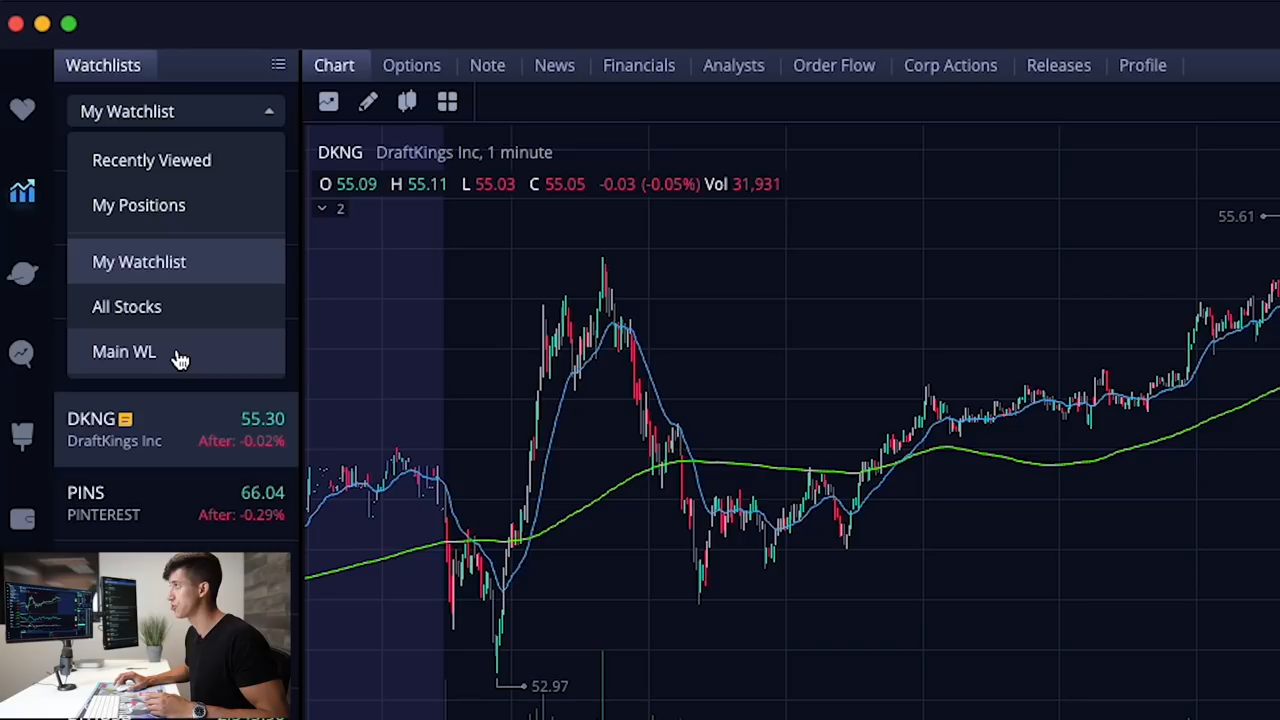 Watchlists
Chart Options Note News Financials Analysts Order Flow Corp Actions Releases Profile
My Watchlist
Recently Viewed
My Positions
My Watchlist
All Stocks
Main WL
DKNG 55.30
DraftKings Inc After: -0.02%
PINS 66.04
PINTEREST After: -0.29%
DKNG DraftKings Inc, 1 minute
O 55.09 H 55.11 L 55.03 C 55.05 -0.03 (-0.05%) Vol 31,931
2
55.61
52.97